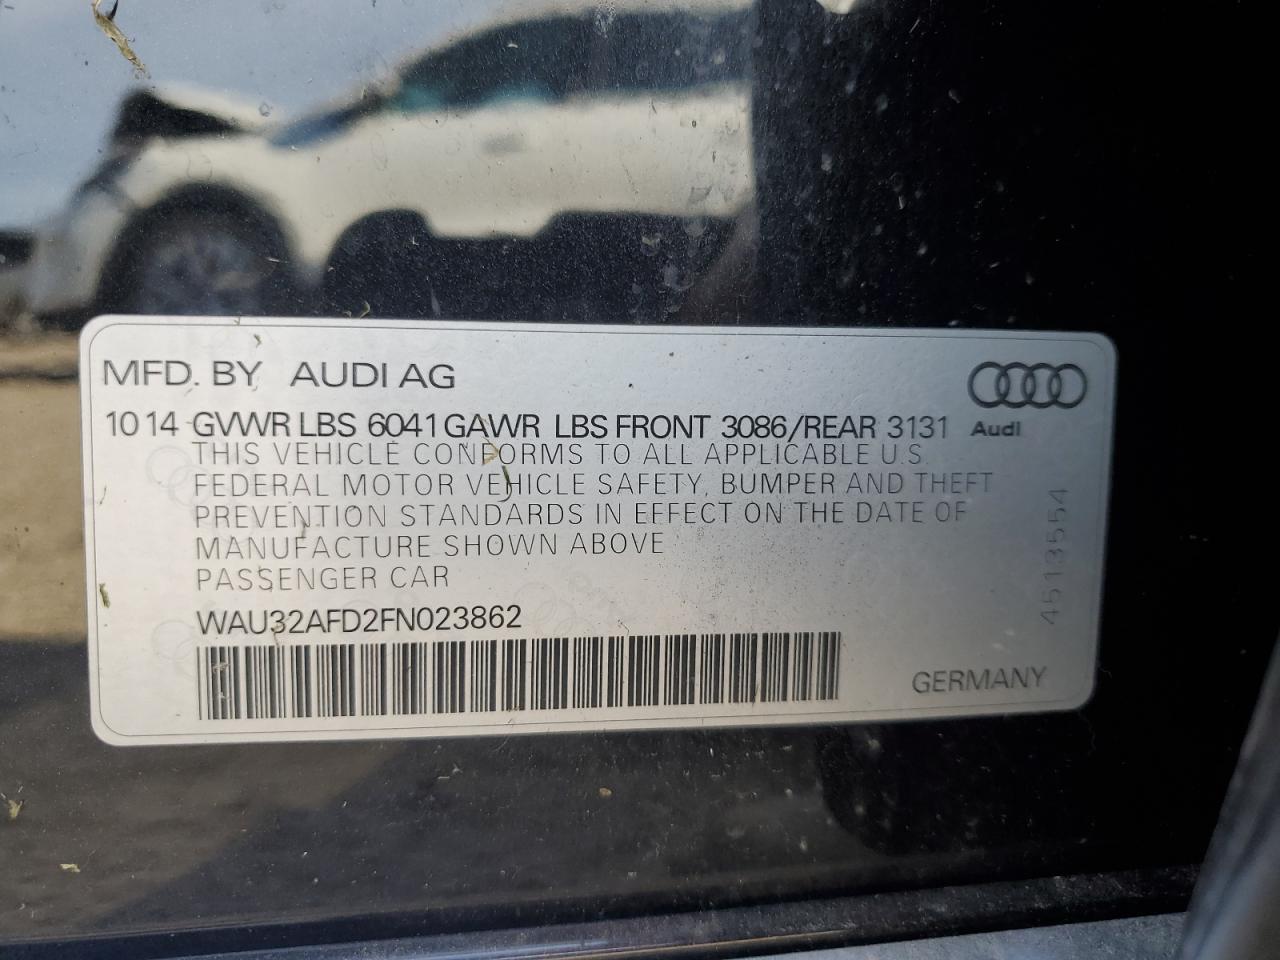 MFD. BY AUDI AG
10 14 GVWR LBS 6041 GAWR LBS FRONT 3086/REAR 3131
Audi
THIS VEHICLE CONFORMS TO ALL APPLICABLE U.S.
FEDERAL MOTOR VEHICLE SAFETY, BUMPER AND THEFT
PREVENTION STANDARDS IN EFFECT ON THE DATE OF
MANUFACTURE SHOWN ABOVE
PASSENGER CAR
WAU32AFD2FN023862
GERMANY
4513554